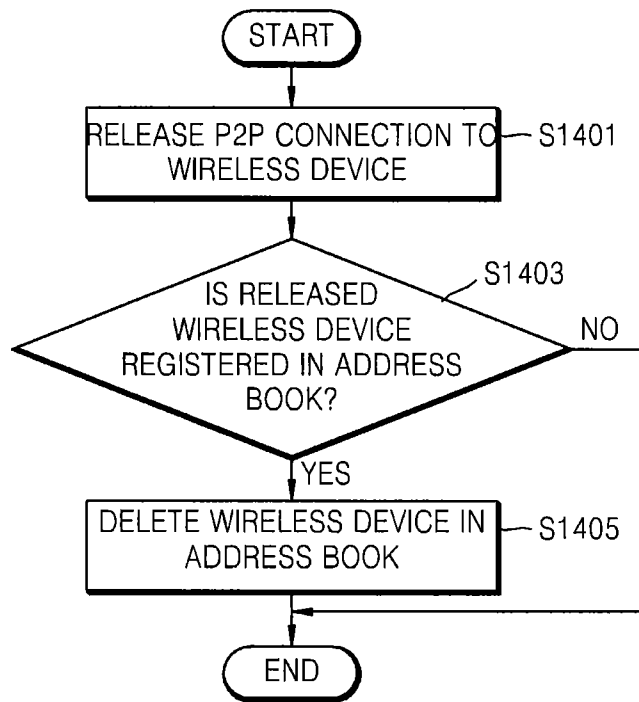 START
RELEASE P2P CONNECTION TO
WIRELESS DEVICE
S1401
S1403
IS RELEASED
WIRELESS DEVICE
REGISTERED IN ADDRESS
BOOK?
NO
YES
DELETE WIRELESS DEVICE IN
ADDRESS BOOK
S1405
END